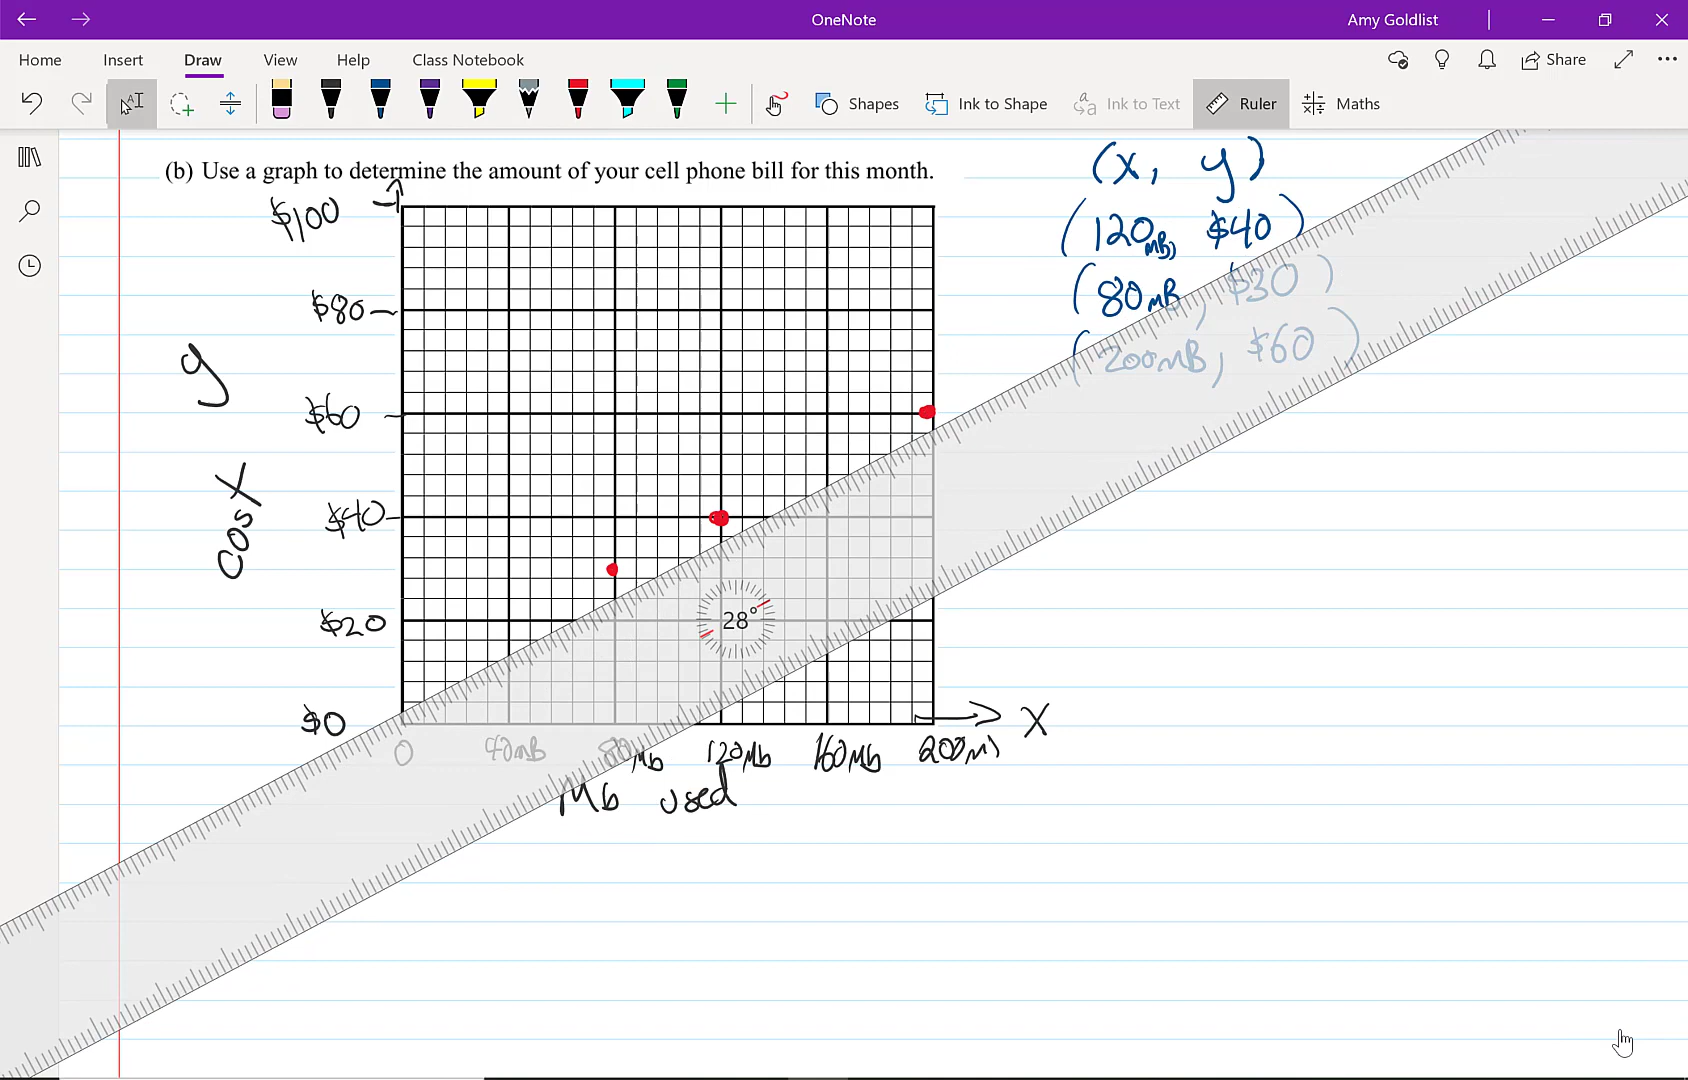 OneNote
Amy Goldlist
Home Insert Draw View Help Class Notebook
Share
Shapes Ink to Shape Ink to Text Ruler Maths
(b) Use a graph to determine the amount of your cell phone bill for this month.
(x, y)
(120MB, $40)
(80MB, $30)
(200MB, $60)
$100
$80
$60
$40
$20
$0
y
cost
28°
x
0 40mB 80Mb 120Mb 160Mb
Mb used